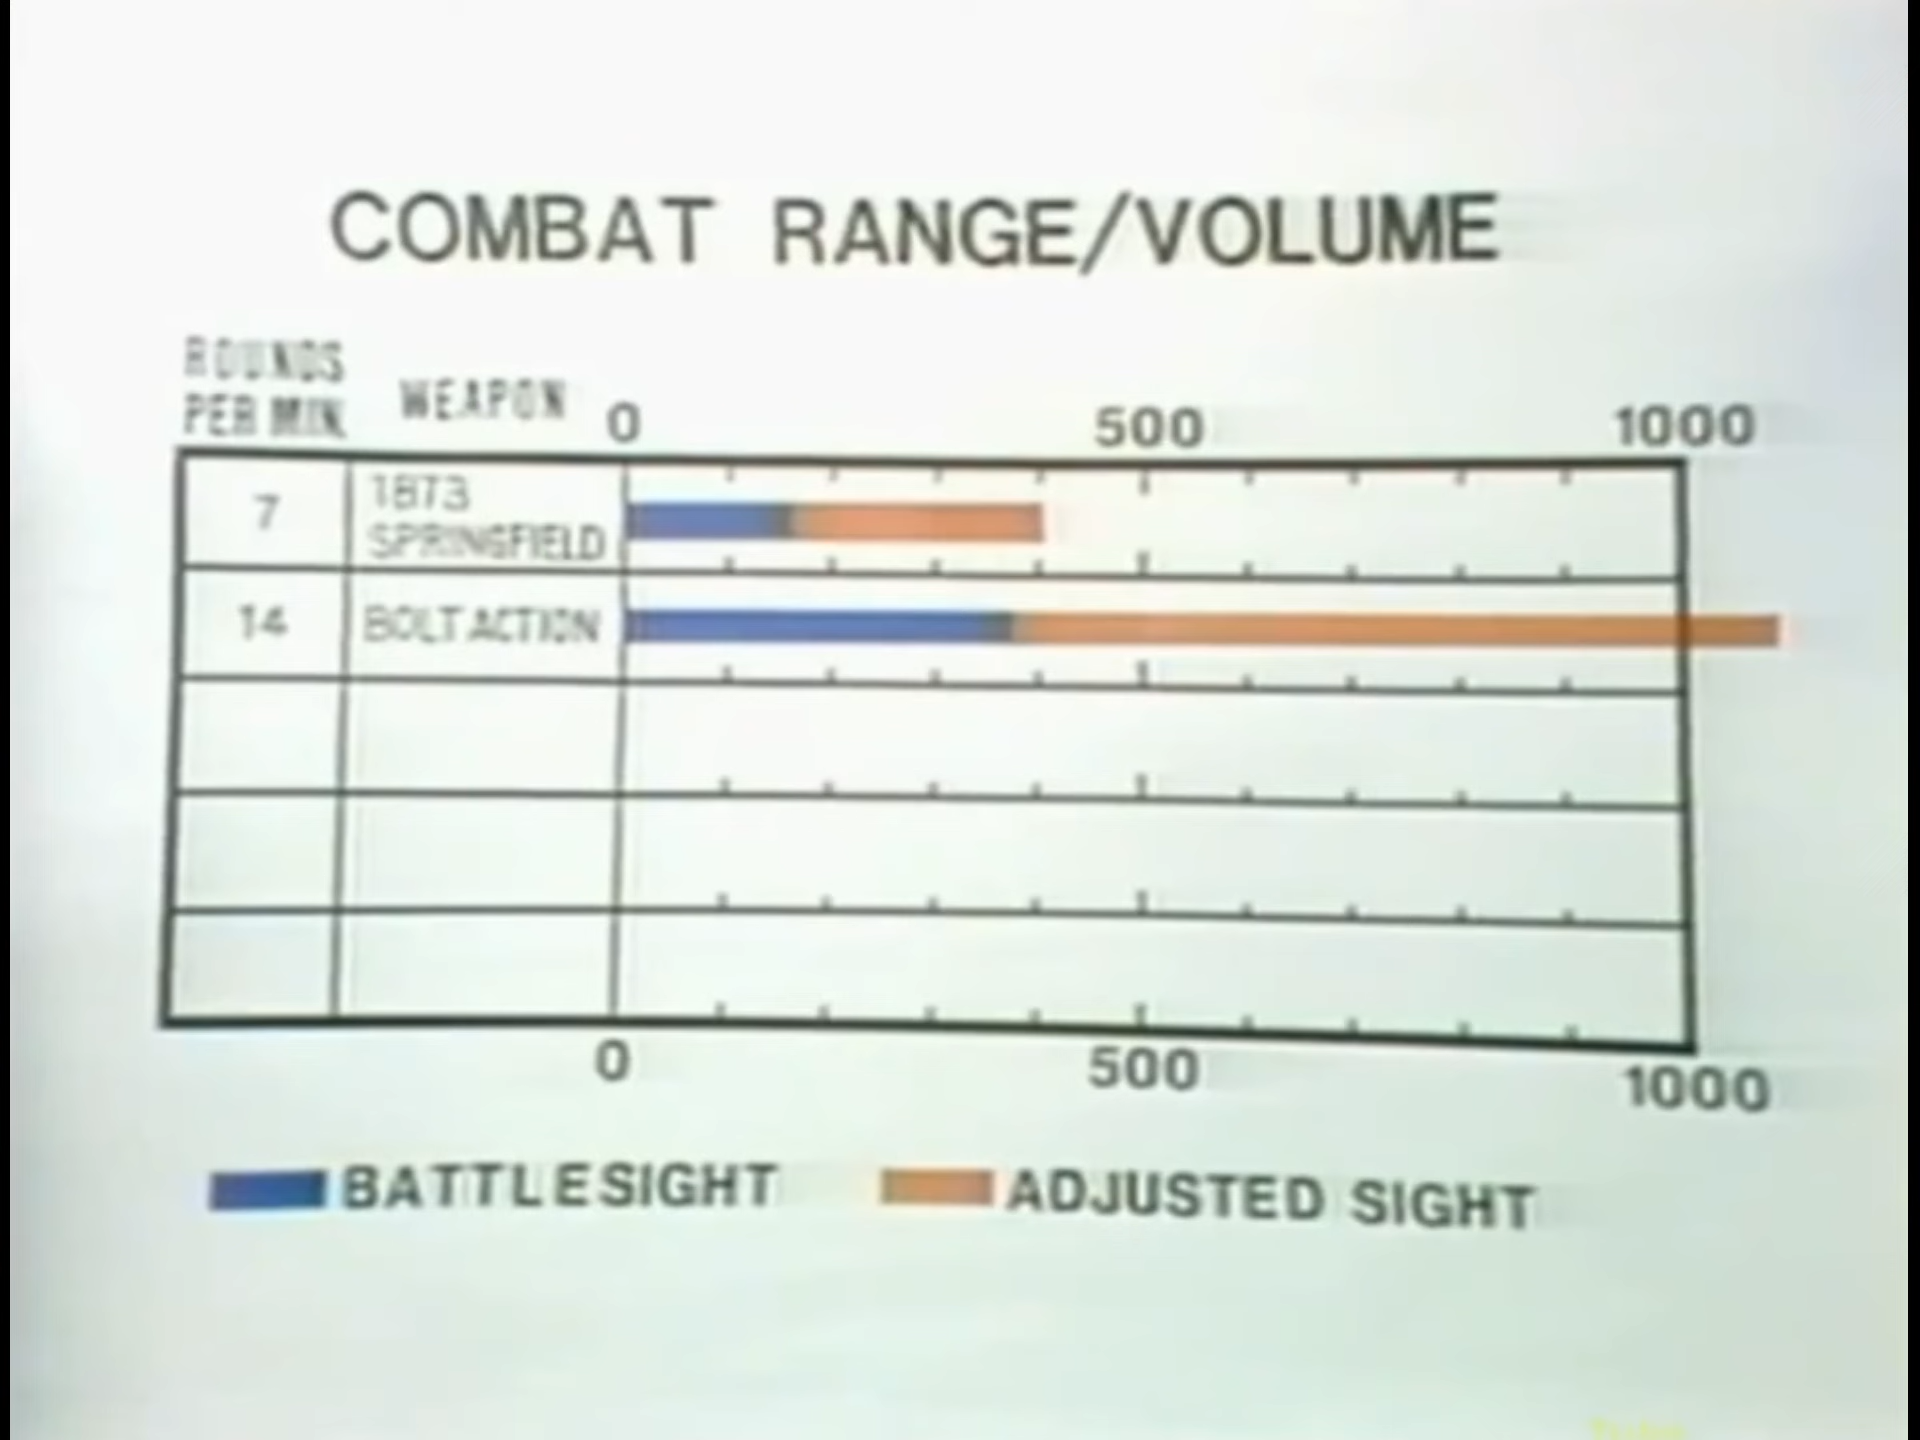 COMBAT RANGE/VOLUME
ROUNDS
PER MIN.
WEAPON
0
500
1000
7
1873
SPRINGFIELD
14
BOLT ACTION
0
500
1000
BATTLESIGHT
ADJUSTED SIGHT